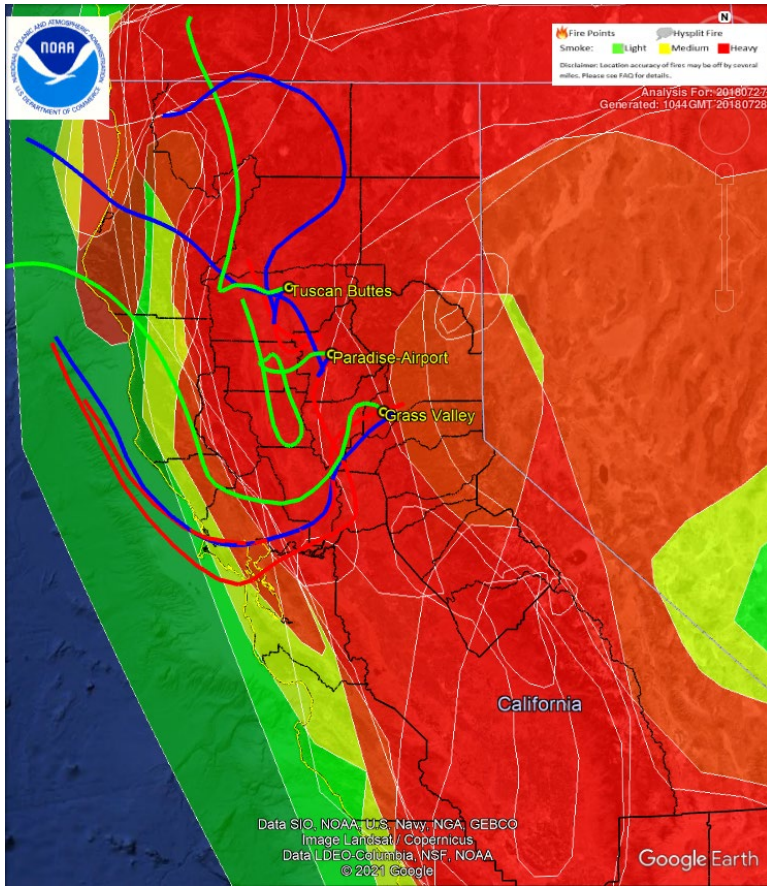 NATIONAL OCEANIC AND ATMOSPHERIC ADMINISTRATION
NOAA
U.S. DEPARTMENT OF COMMERCE
N
Fire Points Hysplit Fire
Smoke: Light Medium Heavy
Disclaimer: Location accuracy of fires may be off by several
miles. Please see FAQ for details.
Analysis For: 20180727
Generated: 1044GMT 20180728
C Tuscan Buttes
C Paradise-Airport
C Grass Valley
California
Data SIO, NOAA, U.S. Navy, NGA, GEBCO
Image Landsat / Copernicus
Data LDEO-Columbia, NSF, NOAA
© 2021 Google
Google Earth